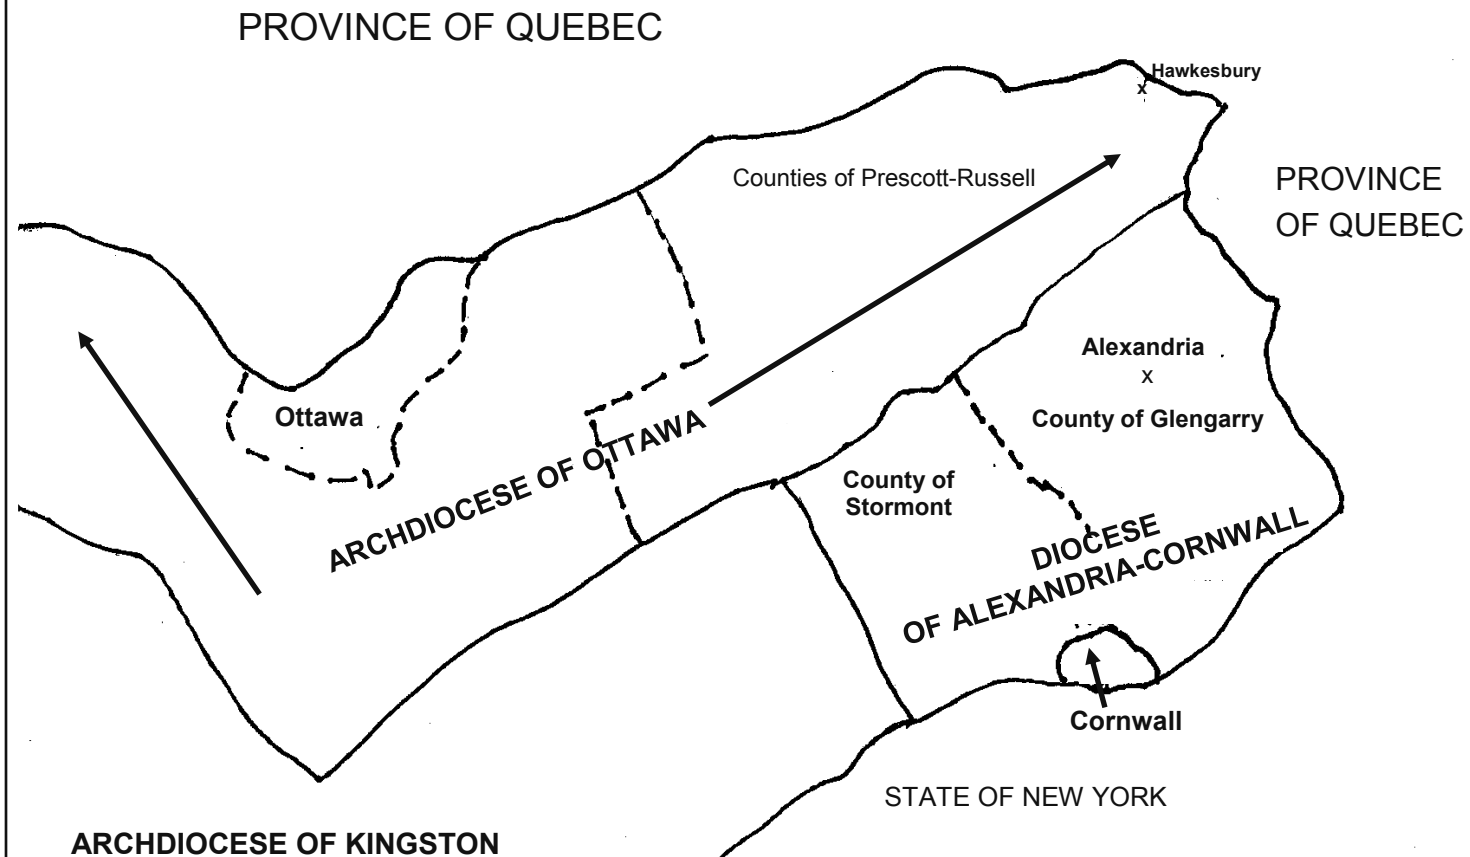 PROVINCE OF QUEBEC
Hawkesbury
x
Counties of Prescott-Russell
PROVINCE
OF QUEBEC
Alexandria
x
Ottawa
County of Glengarry
ARCHDIOCESE OF OTTAWA
County of
Stormont
DIOCESE
OF ALEXANDRIA-CORNWALL
Cornwall
STATE OF NEW YORK
ARCHDIOCESE OF KINGSTON